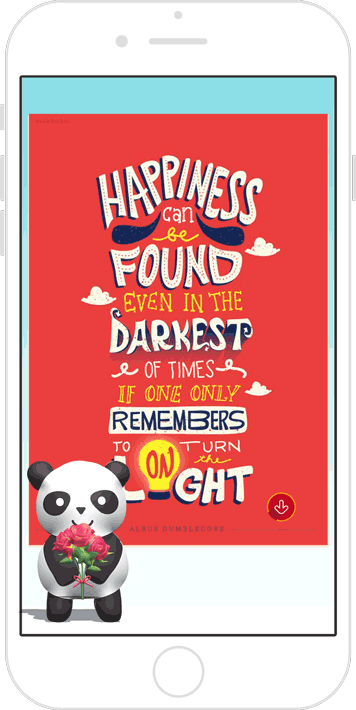 HAPPINESS
can
be
FOUND
EVEN IN THE
DARKEST
OF TIMES
IF ONE ONLY
REMEMBERS
TO TURN
ON the
LIGHT
ALBUS DUMBLEDORE